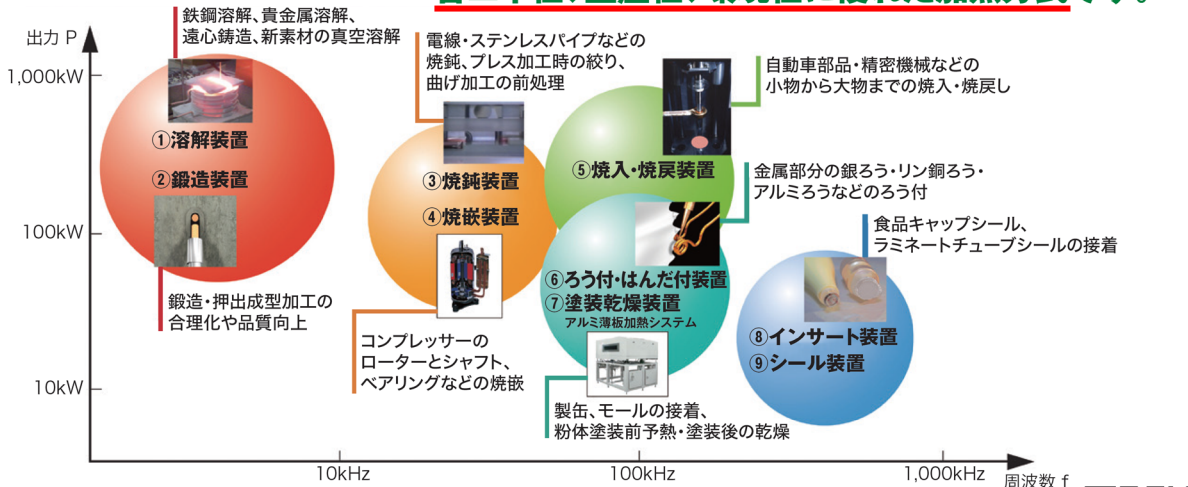 鉄鋼溶解、貴金属溶解、
遠心鋳造、新素材の真空溶解
出力 P
1,000kW
100kW
10kW
①溶解装置
②鍛造装置
鍛造・押出成型加工の
合理化や品質向上
電線・ステンレスパイプなどの
焼鈍、プレス加工時の絞り、
曲げ加工の前処理
③焼鈍装置
④焼嵌装置
コンプレッサーの
ローターとシャフト、
ベアリングなどの焼嵌
自動車部品・精密機械などの
小物から大物までの焼入・焼戻し
⑤焼入・焼戻装置
金属部分の銀ろう・リン銅ろう・
アルミろうなどのろう付
⑥ろう付・はんだ付装置
⑦塗装乾燥装置
アルミ薄板加熱システム
製缶、モールの接着、
粉体塗装前予熱・塗装後の乾燥
食品キャップシール、
ラミネートチューブシールの接着
⑧インサート装置
⑨シール装置
10kHz
100kHz
1,000kHz
周波数 f